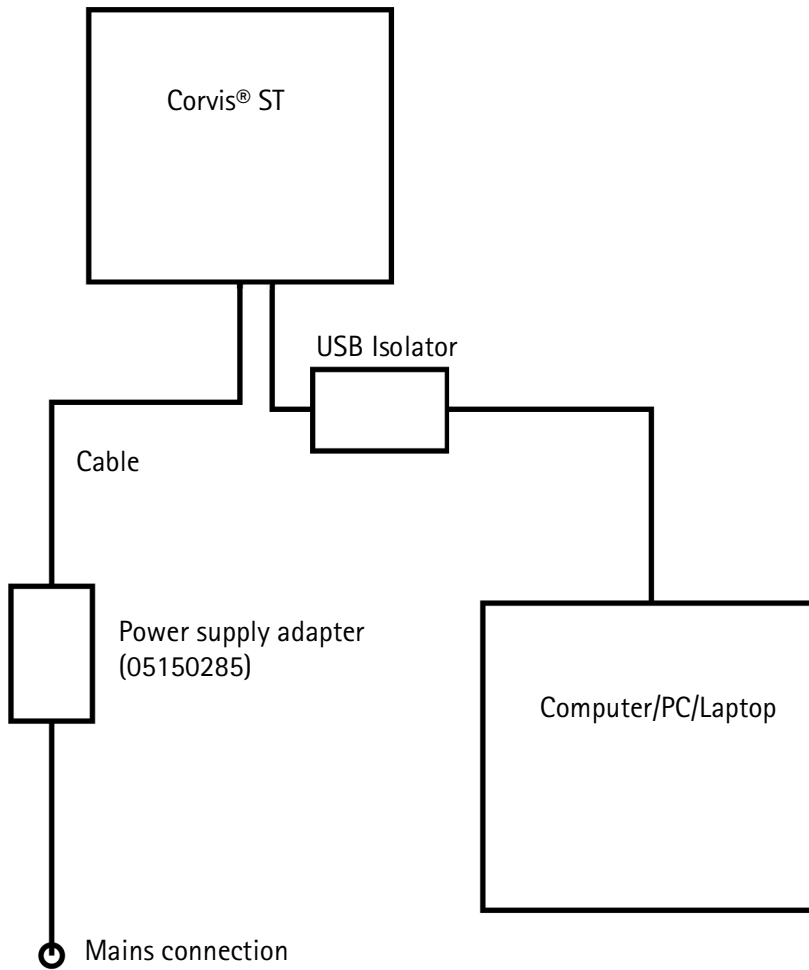 Corvis® ST
USB Isolator
Cable
Power supply adapter
(05150285)
Computer/PC/Laptop
Mains connection